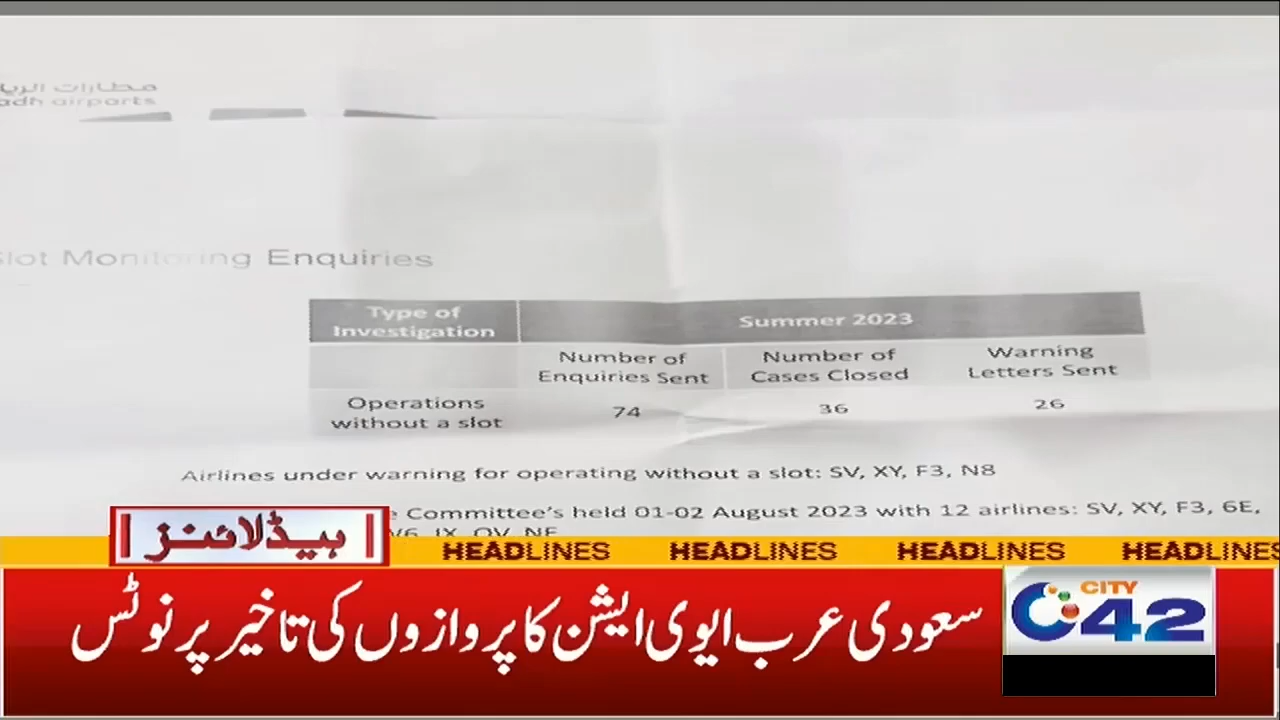 مطارات الريا
adh airports
Slot Monitoring Enquiries
Type of Investigation
Summer 2023
Number of Enquiries Sent
Number of Cases Closed
Warning Letters Sent
Operations without a slot
74
36
26
Airlines under warning for operating without a slot: SV, XY, F3, N8
Committee's held 01-02 August 2023 with 12 airlines: SV, XY, F3, 6E,
ہیڈلائنز
HEADLINES HEADLINES HEADLINES HEADLINES
سعودی عرب ایوی ایشن کا پروازوں کی تاخیر پر نوٹس
CITY
42